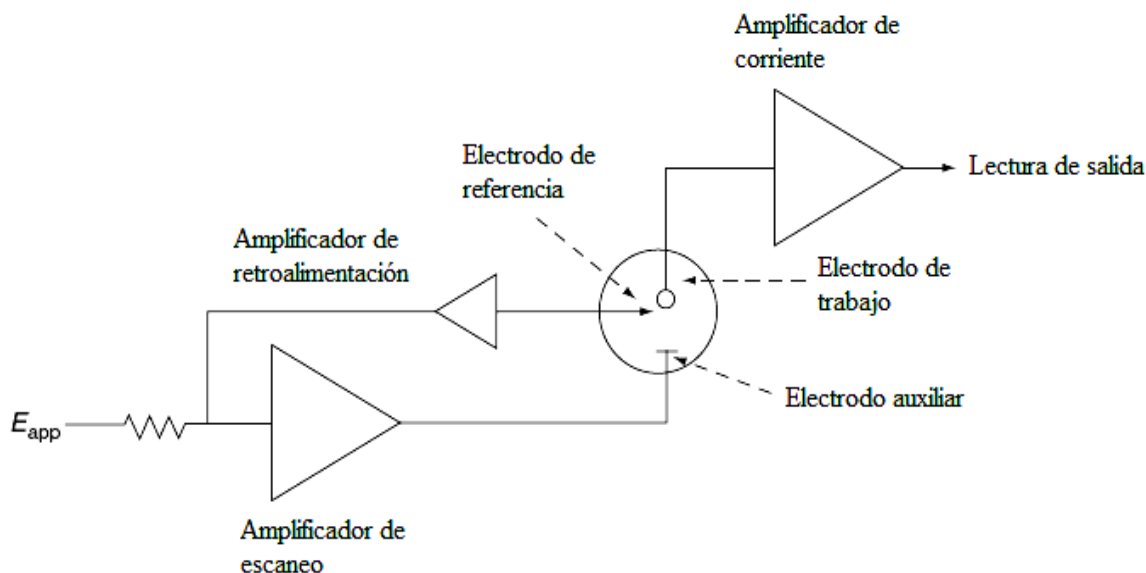 Amplificador de
corriente
Electrodo de
referencia
Lectura de salida
Amplificador de
retroalimentación
Electrodo de
trabajo
Electrodo auxiliar
Eapp
Amplificador de
escaneo